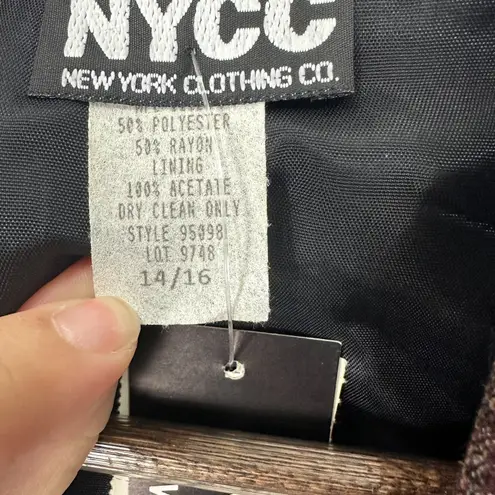 NYCC
NEW YORK CLOTHING CO.
50% POLYESTER
50% RAYON
LINING
100% ACETATE
DRY CLEAN ONLY
STYLE 95098
LOT 9748
14/16